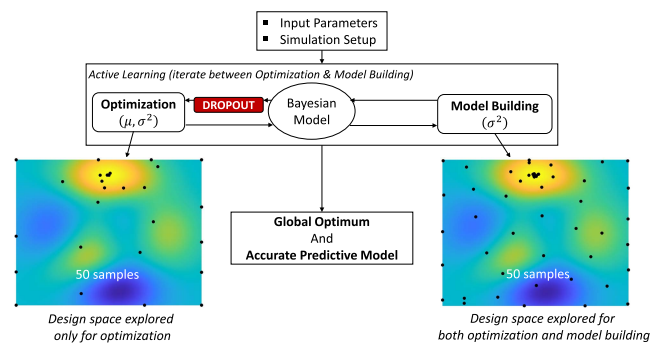 ▪ Input Parameters
▪ Simulation Setup
Active Learning (iterate between Optimization & Model Building)
Optimization
(μ, σ²)
DROPOUT
Bayesian
Model
Model Building
(σ²)
Global Optimum
And
Accurate Predictive Model
50 samples
Design space explored
only for optimization
50 samples
Design space explored for
both optimization and model building